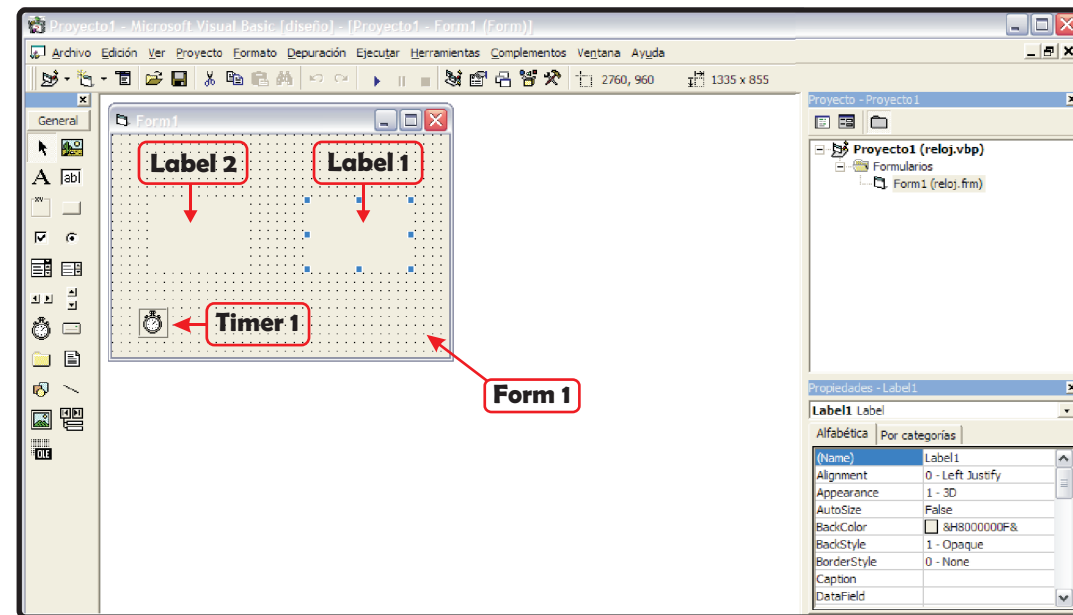 Proyecto1 - Microsoft Visual Basic [diseño] - [Proyecto1 - Form1 (Form)]
Archivo Edición Ver Proyecto Formato Depuración Ejecutar Herramientas Complementos Ventana Ayuda
2760, 960 1335 x 855
General
Form1
Label 2
Label 1
Timer 1
Form 1
Proyecto - Proyecto1
Proyecto1 (reloj.vbp)
Formularios
Form1 (reloj.frm)
Propiedades - Label1
Label1 Label
Alfabética Por categorías
(Name) Label1
Alignment 0 - Left Justify
Appearance 1 - 3D
AutoSize False
BackColor &H8000000F&
BackStyle 1 - Opaque
BorderStyle 0 - None
Caption
DataField
A ab|
XV
OLE